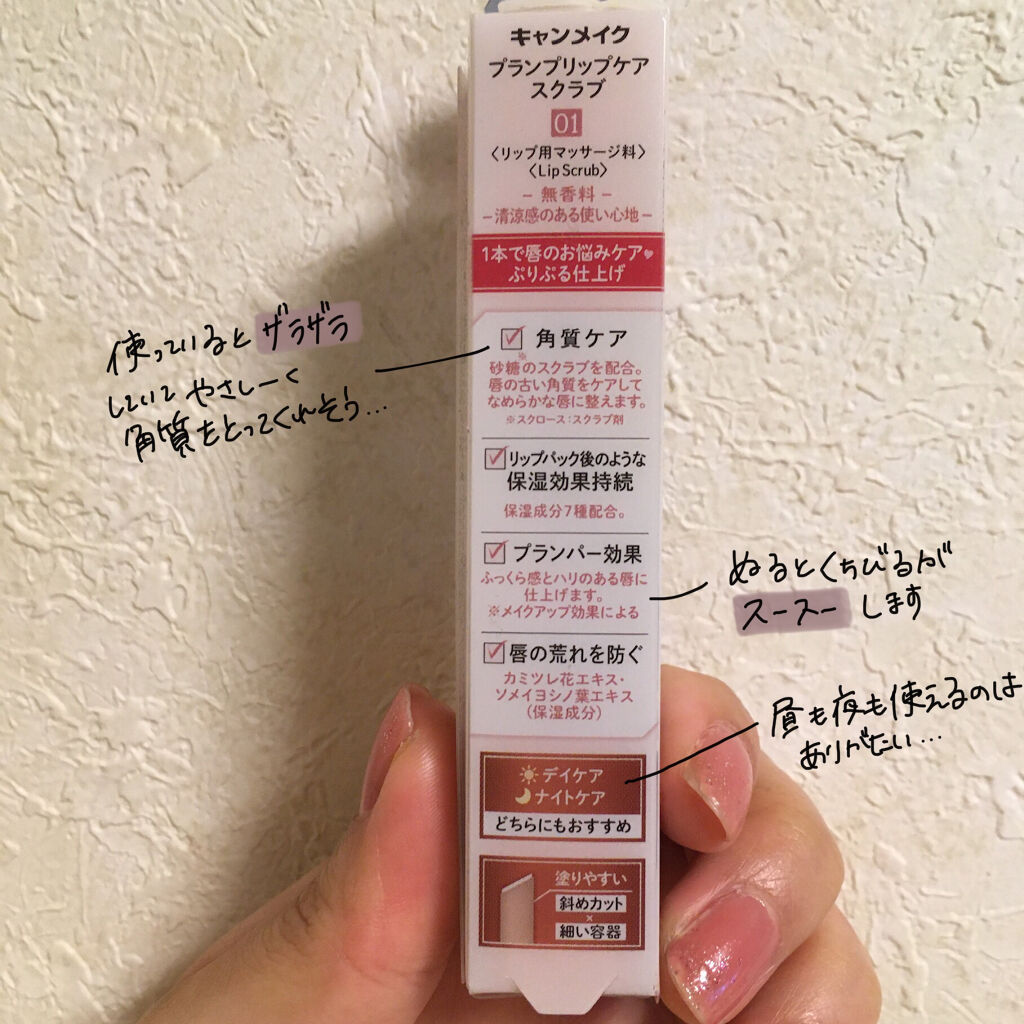 キャンメイク
プランプリップケア
スクラブ
01
〈リップ用マッサージ料〉
〈Lip Scrub〉
- 無香料 -
-清涼感のある使い心地-
1本で唇のお悩みケア♥
ぷりぷる仕上げ
角質ケア
砂糖※のスクラブを配合。
唇の古い角質をケアして
なめらかな唇に整えます。
※スクロース:スクラブ剤
リップパック後のような
保湿効果持続
保湿成分7種配合。
プランパー効果
ふっくら感とハリのある唇に
仕上げます。
※メイクアップ効果による
唇の荒れを防ぐ
カミツレ花エキス・
ソメイヨシノ葉エキス
(保湿成分)
デイケア
ナイトケア
どちらにもおすすめ
塗りやすい
斜めカット
×
細い容器
使っていると ザラザラ
していて やさしーく
角質をとってくれそう...
ぬるとくちびるが
スースー します
昼も夜も使えるのは
ありがたい...